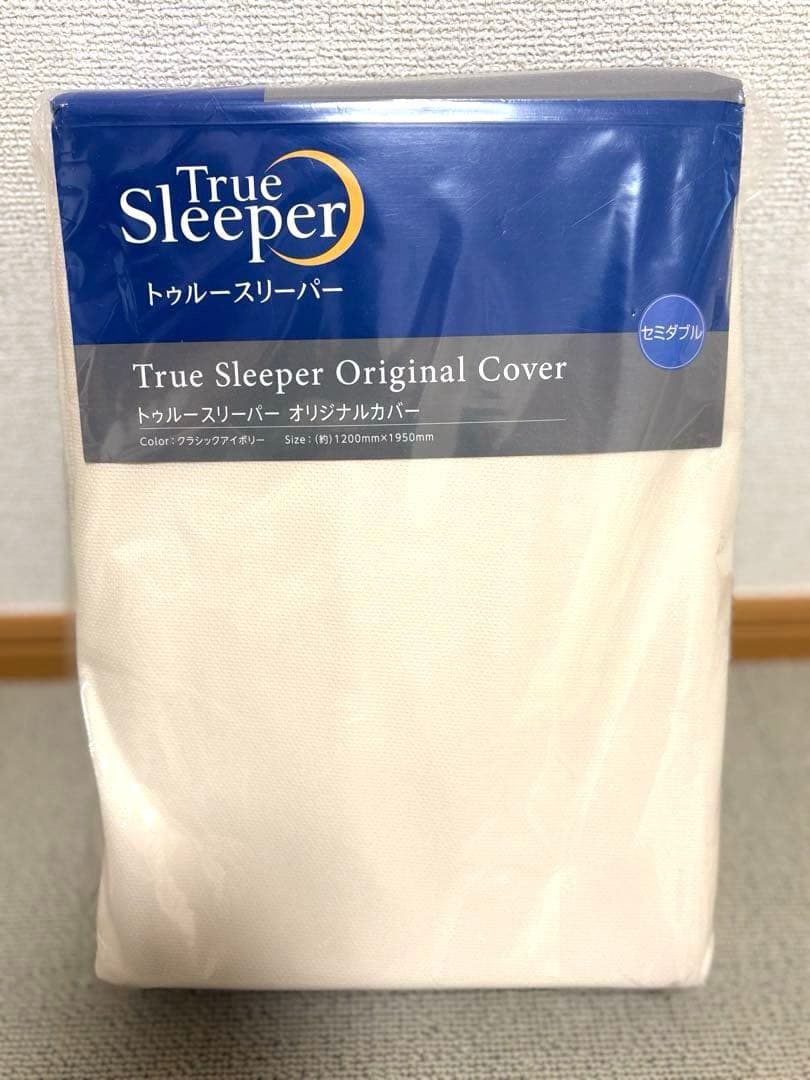 True
Sleeper
トゥルースリーパー
セミダブル
True Sleeper Original Cover
トゥルースリーパー オリジナルカバー
Color：クラシックアイボリー Size：(約)1200mm×1950mm